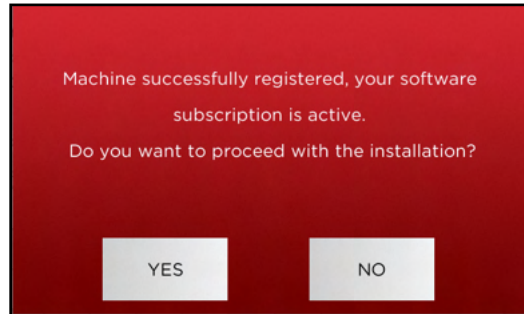 Machine successfully registered, your software
subscription is active.
Do you want to proceed with the installation?
YES
NO